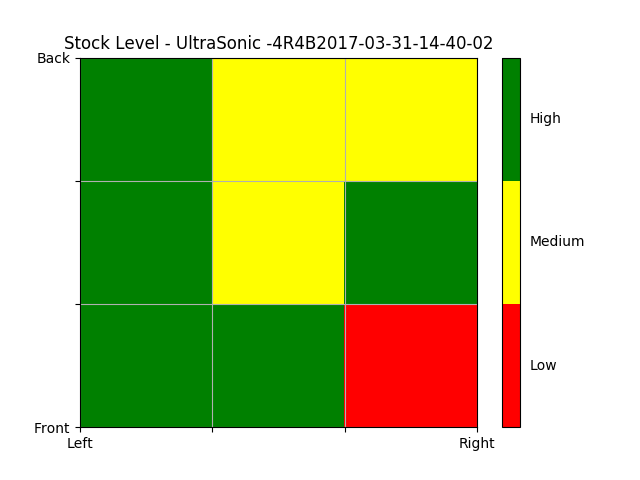 Stock Level - UltraSonic -4R4B2017-03-31-14-40-02
Back
High
Medium
Low
Front
Left
Right